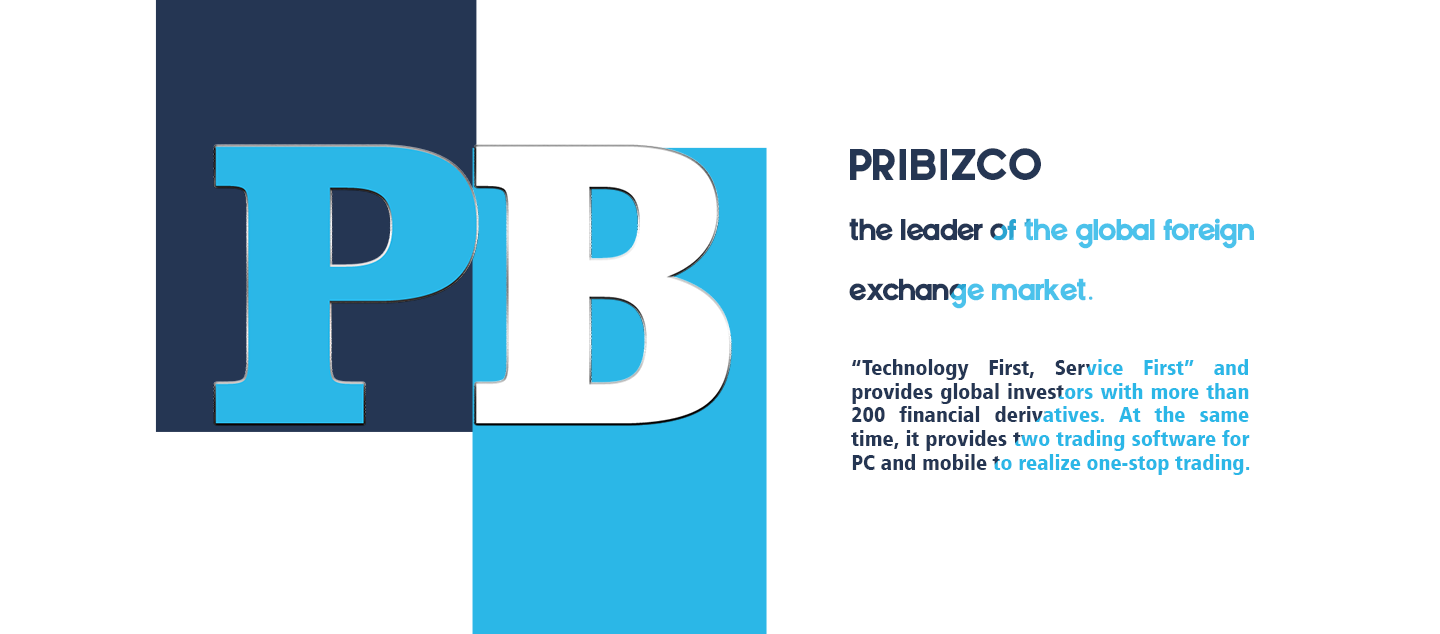 PB
PRIBIZCO
the leader of the global foreign
exchange market.
“Technology First, Service First” and
provides global investors with more than
200 financial derivatives. At the same
time, it provides two trading software for
PC and mobile to realize one-stop trading.